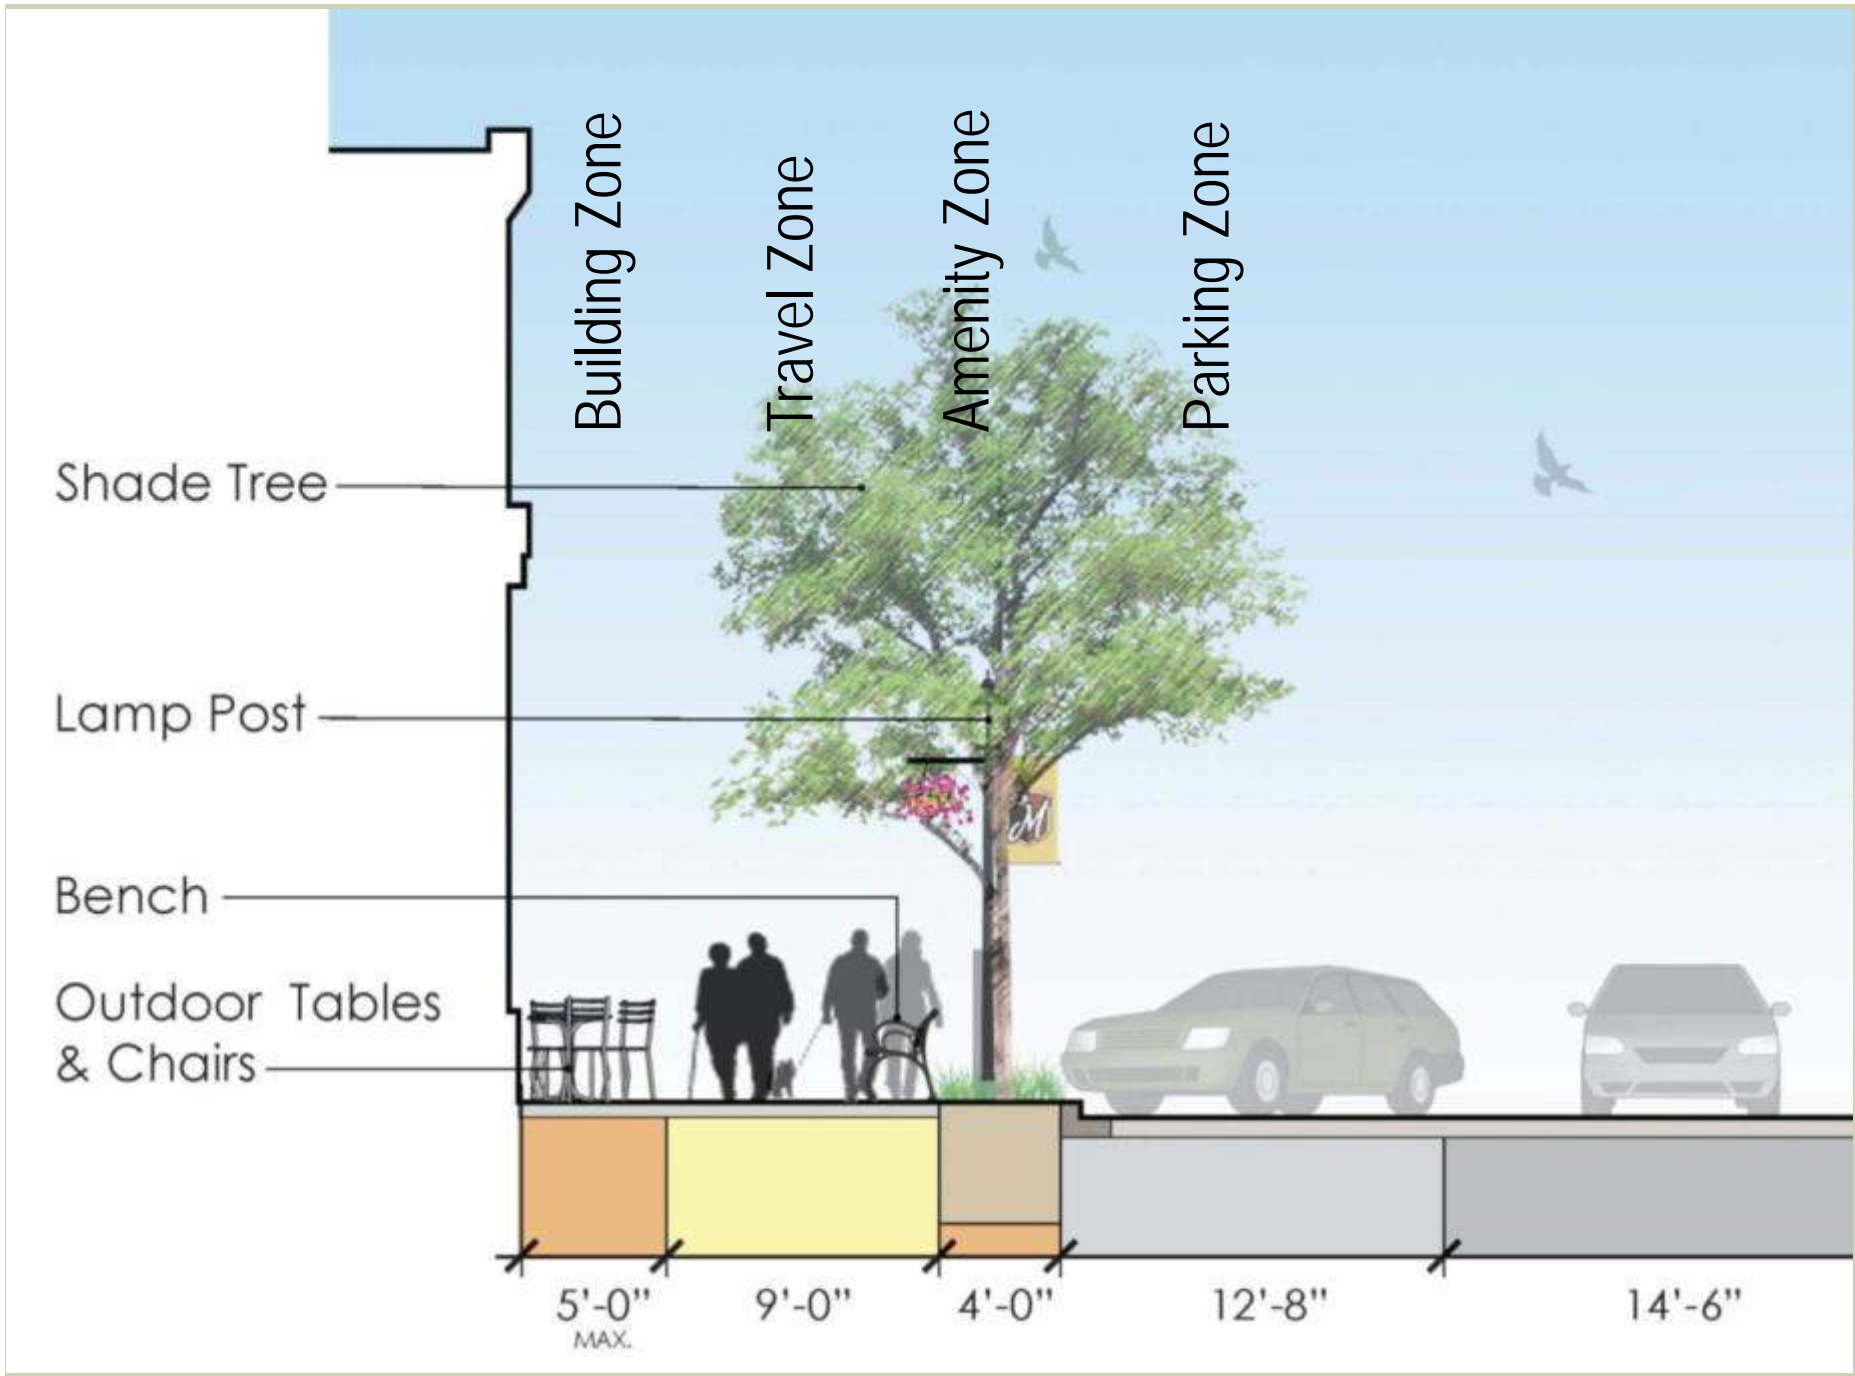 Building Zone
Travel Zone
Amenity Zone
Parking Zone
Shade Tree
Lamp Post
M
Bench
Outdoor Tables
& Chairs
5'-0”
MAX.
9'-0”
4'-0”
12'-8”
14'-6”